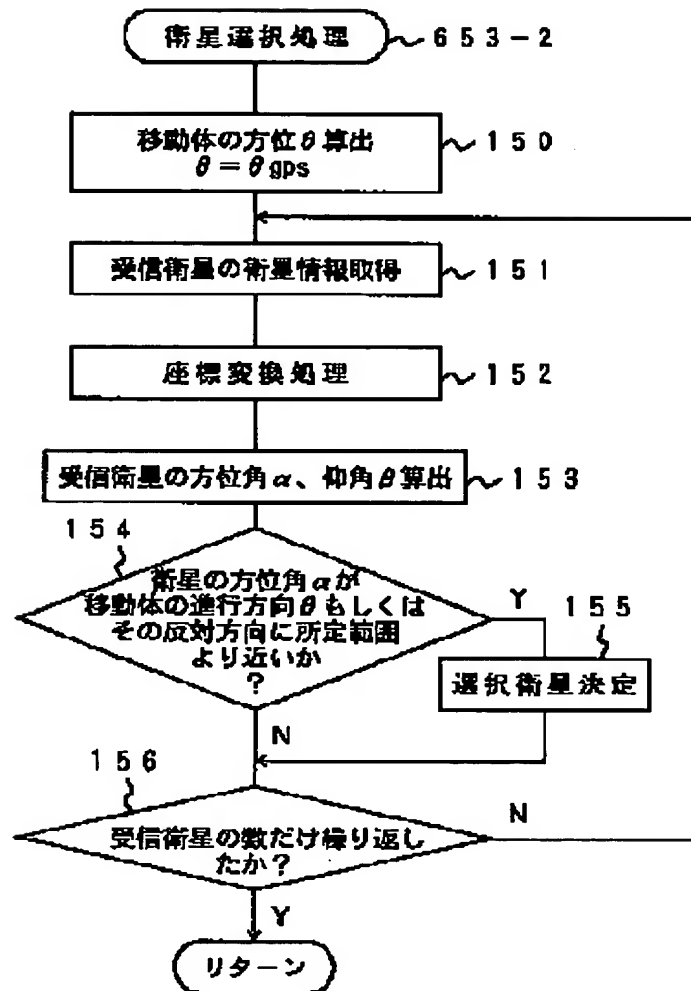 衛星選択処理
653-2
移動体の方位θ算出
θ=θgps
150
受信衛星の衛星情報取得
151
座標変換処理
152
受信衛星の方位角α、仰角β算出
153
154
衛星の方位角αが
移動体の進行方向θもしくは
その反対方向に所定範囲
より近いか
?
Y
155
選択衛星決定
N
156
受信衛星の数だけ繰り返し
たか?
N
Y
リターン